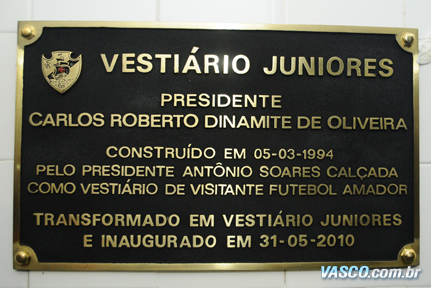 VESTIÁRIO JUNIORES
PRESIDENTE
CARLOS ROBERTO DINAMITE DE OLIVEIRA
CONSTRUÍDO EM 05-03-1994
PELO PRESIDENTE ANTÔNIO SOARES CALÇADA
COMO VESTIÁRIO DE VISITANTE FUTEBOL AMADOR
TRANSFORMADO EM VESTIÁRIO JUNIORES
E INAUGURADO EM 31-05-2010
VASCO.com.br